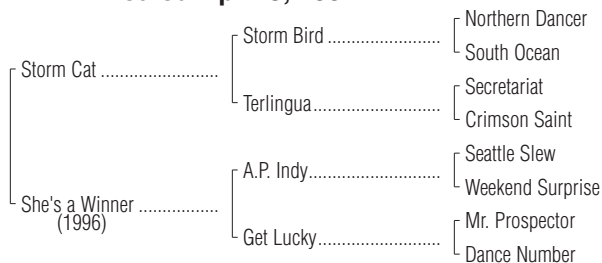 Northern Dancer
Storm Bird ........................
South Ocean
Storm Cat ........................
Secretariat
Terlingua ..........................
Crimson Saint
Seattle Slew
A.P. Indy ...........................
Weekend Surprise
She's a Winner ................
(1996)
Mr. Prospector
Get Lucky .........................
Dance Number